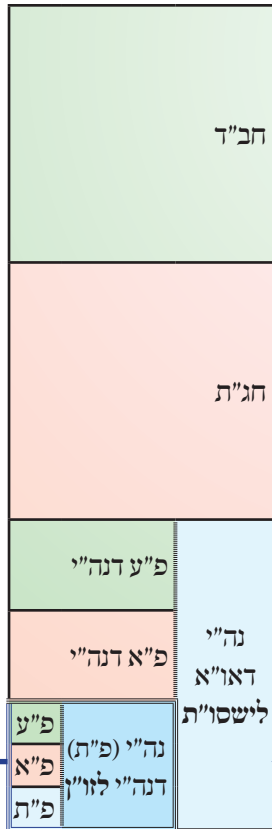 חב"ד
חג"ת
נה"י
דאו"א
לישסו"ת
פ"ע דנה"י
פ"א דנה"י
נה"י (פ"ת)
דנה"י לזו"ן
פ"ע
פ"א
פ"ת